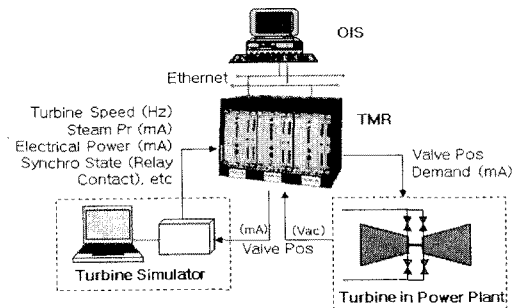 OIS
Ethernet
Turbine Speed (Hz)
Steam Pr (mA)
Electrical Power (mA)
Synchro State (Relay
Contact), etc
TMR
Valve Pos
Demand (mA)
(mA)
(Vac)
Valve Pos
Turbine Simulator
Turbine in Power Plant